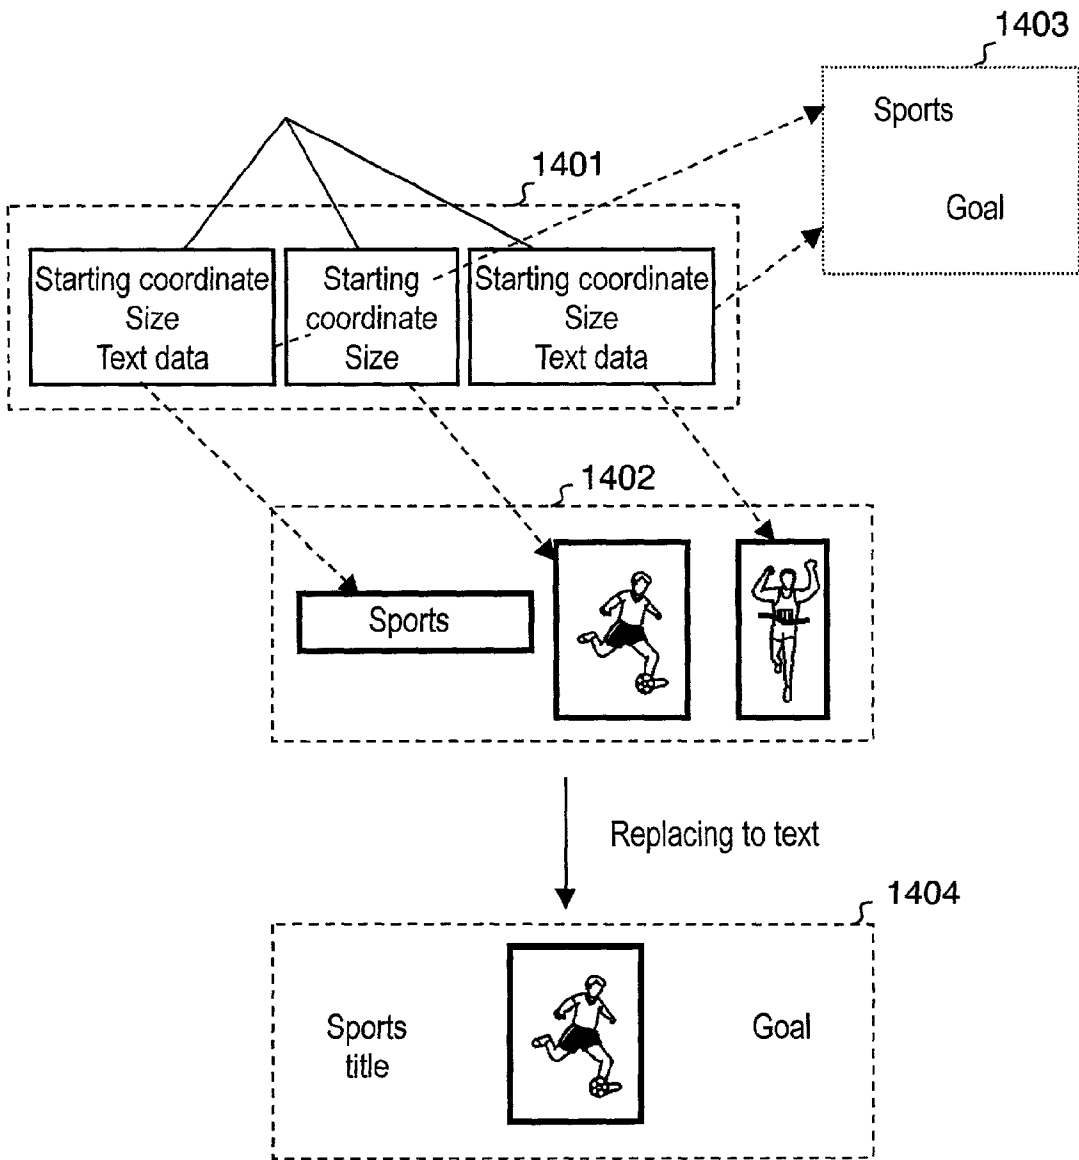 1403
Sports
Goal
1401
Starting coordinate
Size
Text data
Starting
coordinate
Size
Starting coordinate
Size
Text data
1402
Sports
Replacing to text
1404
Sports
title
Goal